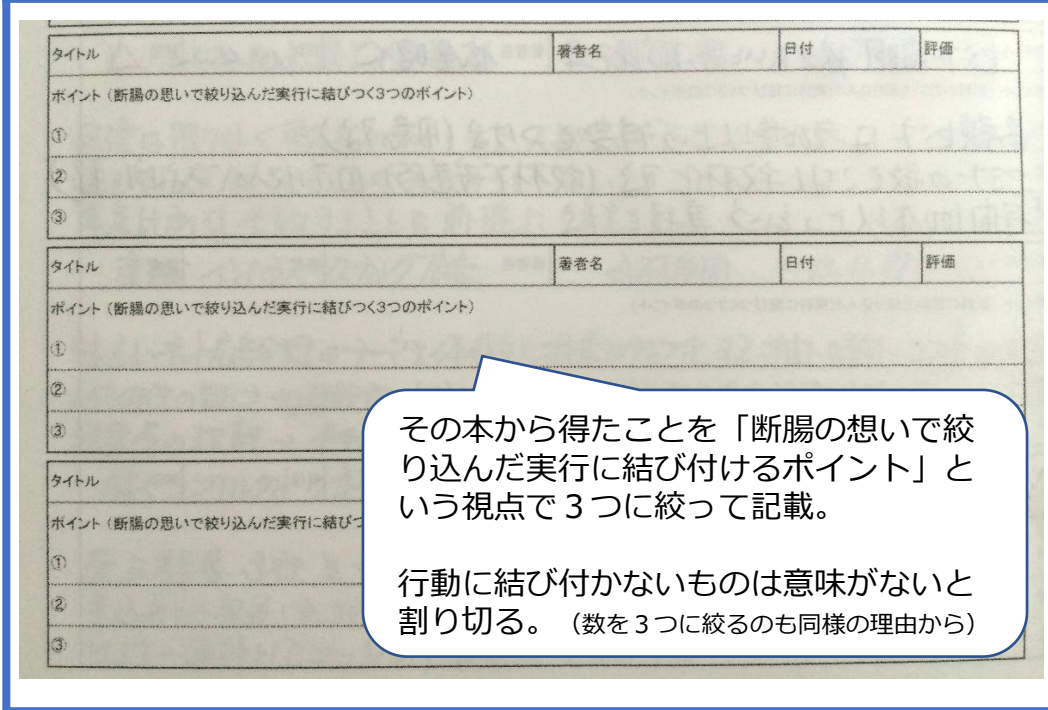 タイトル 著者名 日付 評価
ポイント（断腸の思いで絞り込んだ実行に結びつく3つのポイント）
①
②
③
タイトル 著者名 日付 評価
ポイント（断腸の思いで絞り込んだ実行に結びつく3つのポイント）
①
②
③
タイトル
ポイント（断腸の思いで絞り込んだ実行に結びつ
①
②
③
その本から得たことを「断腸の想いで絞
り込んだ実行に結び付けるポイント」と
いう視点で３つに絞って記載。
行動に結び付かないものは意味がないと
割り切る。（数を３つに絞るのも同様の理由から）